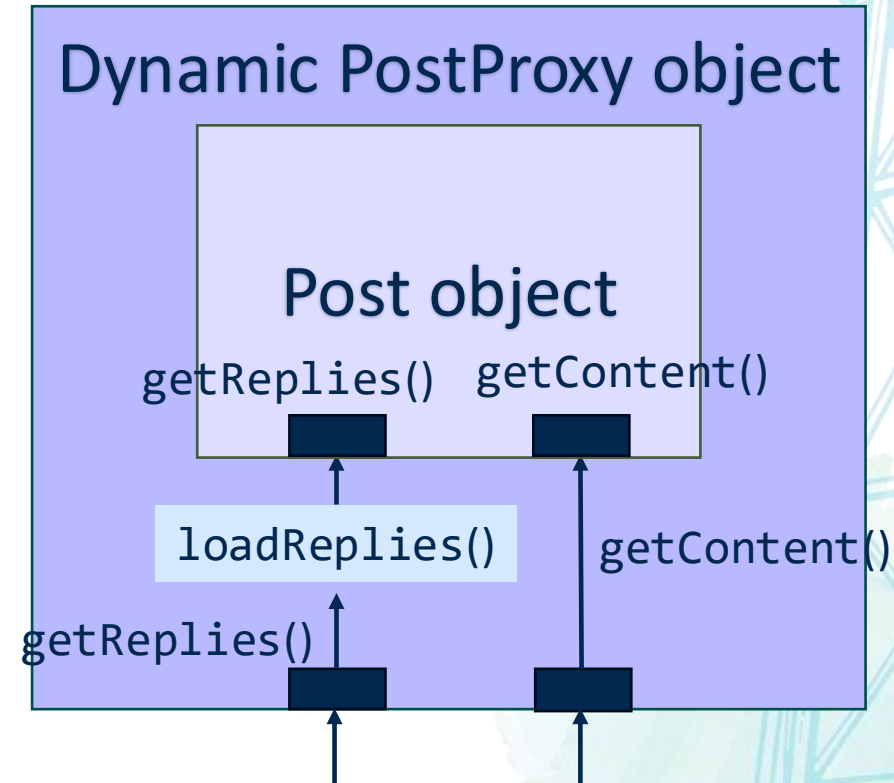 Dynamic PostProxy object
Post object
getReplies() getContent()
loadReplies() getContent()
getReplies()